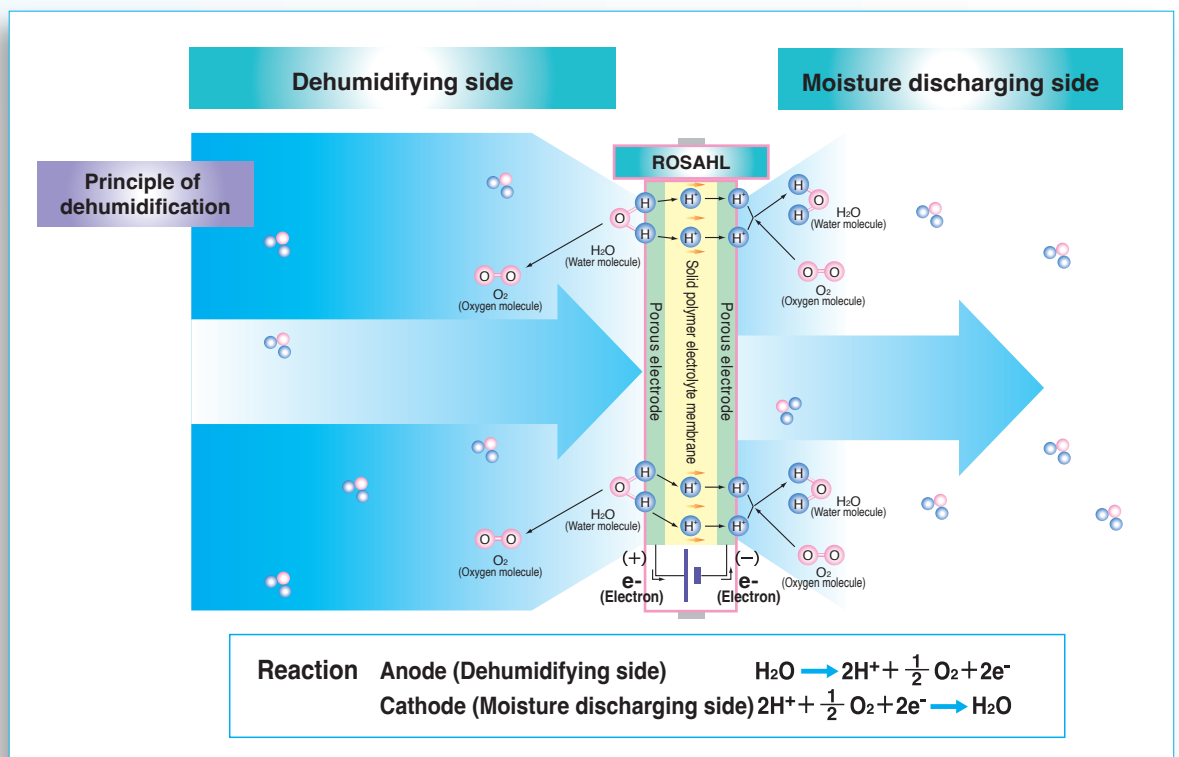 Dehumidifying side
Moisture discharging side
Principle of
dehumidification
ROSAHL
H
H
O
H⁺
H⁺
H⁺
H⁺
H
H
O
H₂O
(Water molecule)
H₂O
(Water molecule)
O O
O₂
(Oxygen molecule)
O O
O₂
(Oxygen molecule)
Porous electrode
Solid polymer electrolyte membrane
Porous electrode
H
H
O
H⁺
H⁺
H⁺
H⁺
H
H
O
H₂O
(Water molecule)
H₂O
(Water molecule)
O O
O₂
(Oxygen molecule)
O O
O₂
(Oxygen molecule)
(+)
(−)
e-
(Electron)
e-
(Electron)
Reaction Anode (Dehumidifying side) H₂O → 2H⁺ + 1/2 O₂ + 2e⁻
Cathode (Moisture discharging side) 2H⁺ + 1/2 O₂ + 2e⁻ → H₂O